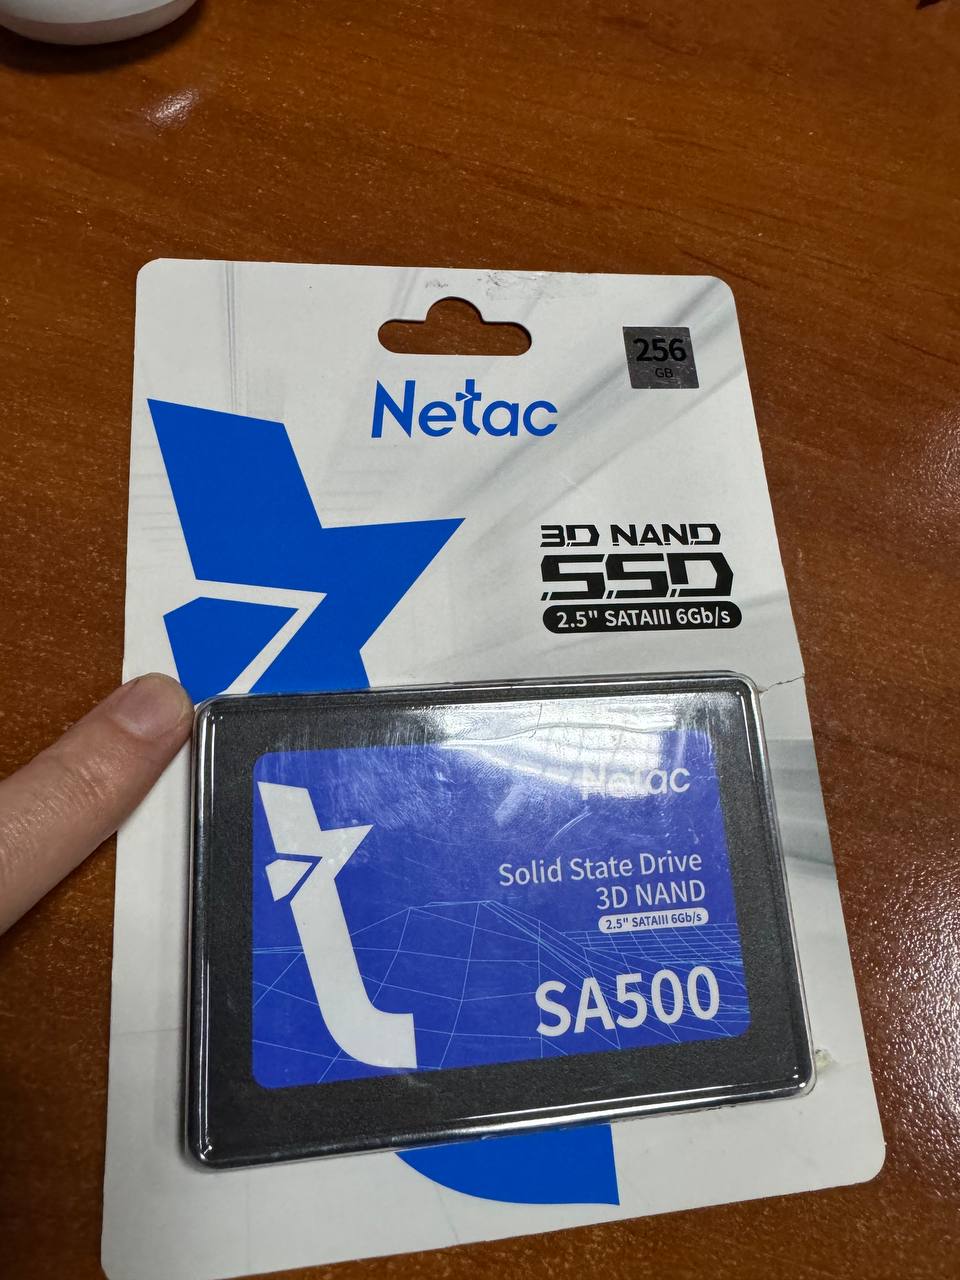 256
GB
Netac
3D NAND
SSD
2.5" SATAIII 6Gb/s
Netac
Solid State Drive
3D NAND
2.5" SATAIII 6Gb/s
SA500